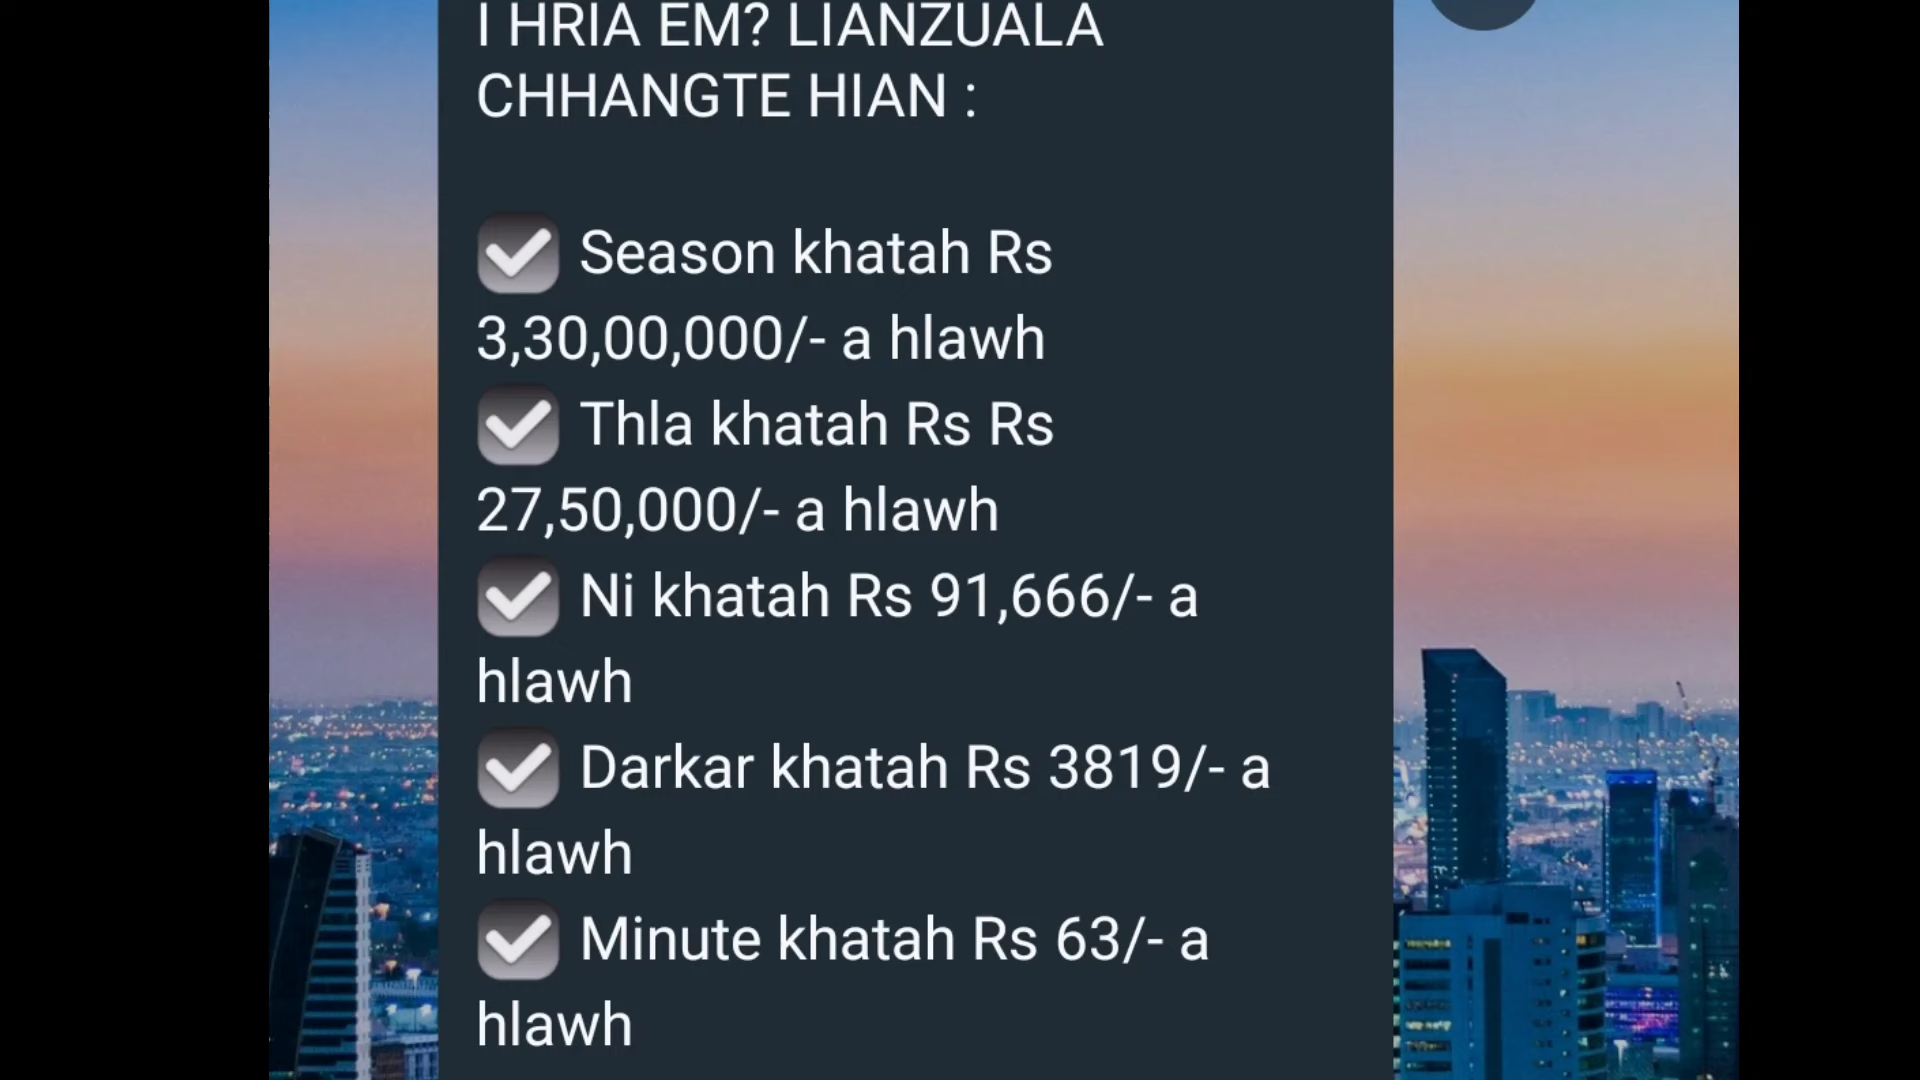 I HRIA EM? LIANZUALA
CHHANGTE HIAN :
Season khatah Rs
3,30,00,000/- a hlawh
Thla khatah Rs Rs
27,50,000/- a hlawh
Ni khatah Rs 91,666/- a
hlawh
Darkar khatah Rs 3819/- a
hlawh
Minute khatah Rs 63/- a
hlawh